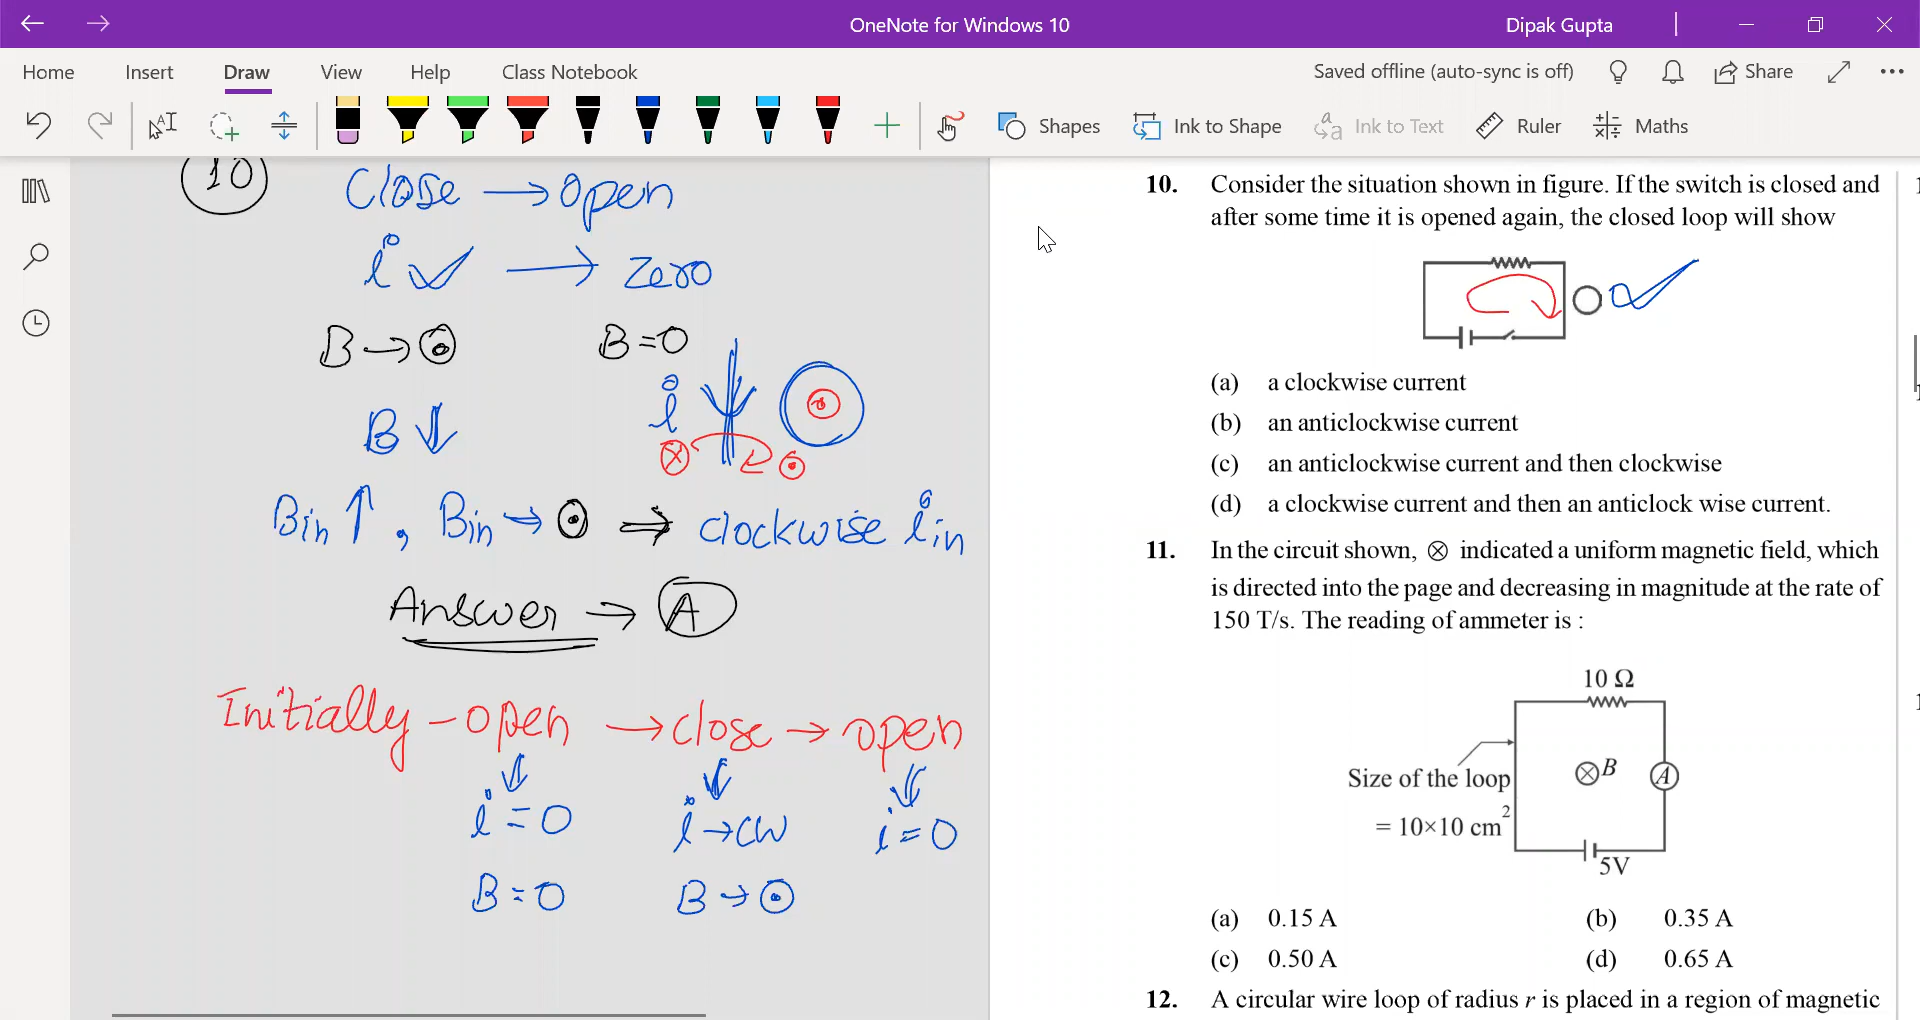 OneNote for Windows 10
Dipak Gupta
Home Insert Draw View Help Class Notebook
Saved offline (auto-sync is off) Share
Shapes Ink to Shape Ink to Text Ruler Maths
10
Close → open
i ✓ → Zero
B → ⊙ B = 0
B ↓ i
⊗ ⊙
Bin ↑, Bin → ⊙ ⇒ clockwise iin
Answer → A
Initially - open → close → open
i = 0 i → CW i = 0
B = 0 B → ⊙
10. Consider the situation shown in figure. If the switch is closed and
after some time it is opened again, the closed loop will show
(a) a clockwise current
(b) an anticlockwise current
(c) an anticlockwise current and then clockwise
(d) a clockwise current and then an anticlock wise current.
11. In the circuit shown, ⊗ indicated a uniform magnetic field, which
is directed into the page and decreasing in magnitude at the rate of
150 T/s. The reading of ammeter is :
10 Ω
⊗B A
Size of the loop
= 10×10 cm²
5V
(a) 0.15 A (b) 0.35 A
(c) 0.50 A (d) 0.65 A
12. A circular wire loop of radius r is placed in a region of magnetic